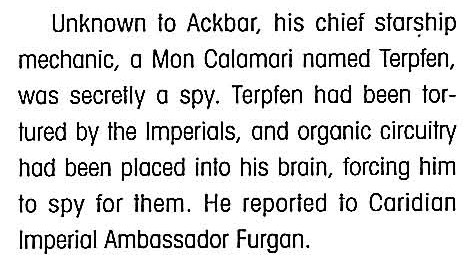 Unknown to Ackbar, his chief starship
mechanic, a Mon Calamari named Terpfen,
was secretly a spy. Terpfen had been tor-
tured by the Imperials, and organic circuitry
had been placed into his brain, forcing him
to spy for them. He reported to Caridian
Imperial Ambassador Furgan.